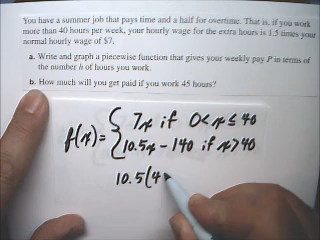 You have a summer job that pays time and a half for overtime. That is, if you work
more than 40 hours per week, your hourly wage for the extra hours is 1.5 times your
normal hourly wage of $7.
a. Write and graph a piecewise function that gives your weekly pay P in terms of
the number h of hours you work.
b. How much will you get paid if you work 45 hours?
f(x) = { 7x if 0<x≤40
10.5x - 140 if x>40
10.5(4